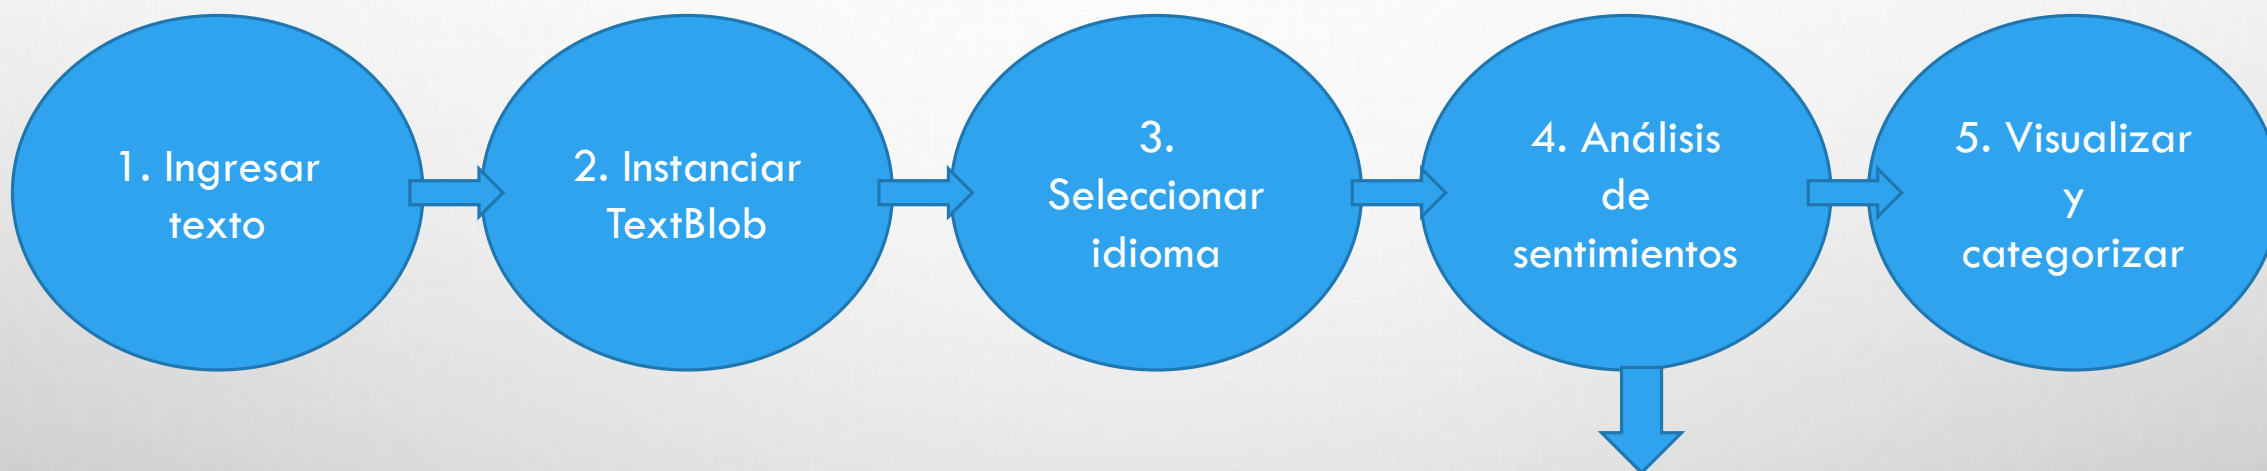 1. Ingresar
texto
2. Instanciar
TextBlob
3.
Seleccionar
idioma
4. Análisis
de
sentimientos
5. Visualizar
y
categorizar